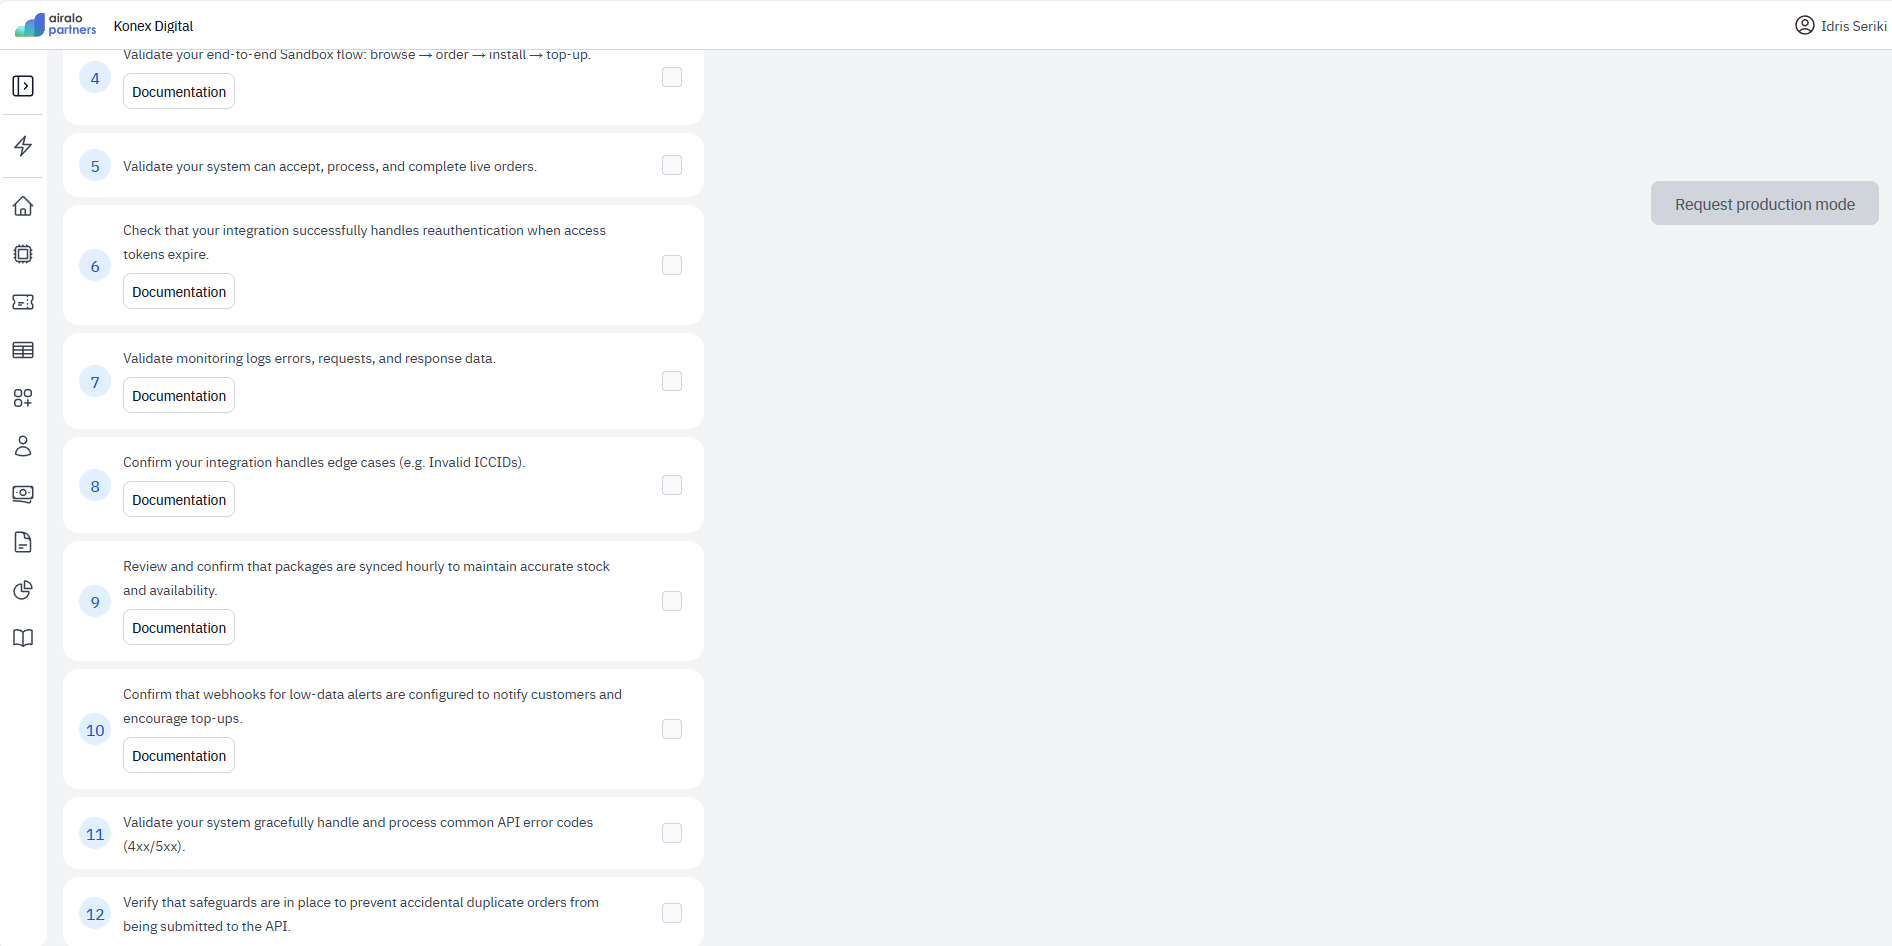 airalo
partners
Konex Digital
Idris Seriki
4
Validate your end-to-end Sandbox flow: browse → order → install → top-up.
Documentation
5
Validate your system can accept, process, and complete live orders.
Request production mode
6
Check that your integration successfully handles reauthentication when access
tokens expire.
Documentation
7
Validate monitoring logs errors, requests, and response data.
Documentation
8
Confirm your integration handles edge cases (e.g. Invalid ICCIDs).
Documentation
9
Review and confirm that packages are synced hourly to maintain accurate stock
and availability.
Documentation
10
Confirm that webhooks for low-data alerts are configured to notify customers and
encourage top-ups.
Documentation
11
Validate your system gracefully handle and process common API error codes
(4xx/5xx).
12
Verify that safeguards are in place to prevent accidental duplicate orders from
being submitted to the API.